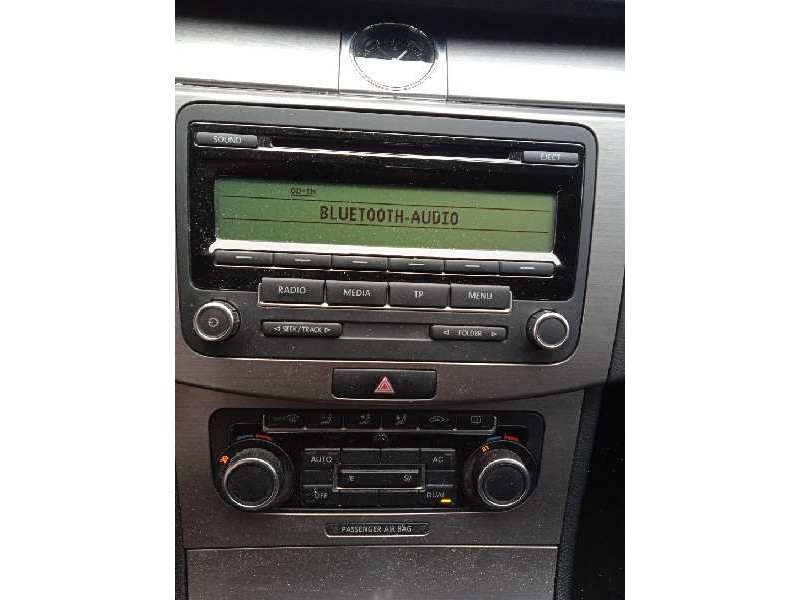 SOUND
EJECT
BLUETOOTH-AUDIO
RADIO MEDIA TP MENU
SEEK/TRACK FOLDER
AUTO AC
OFF DUAL
PASSENGER AIR BAG